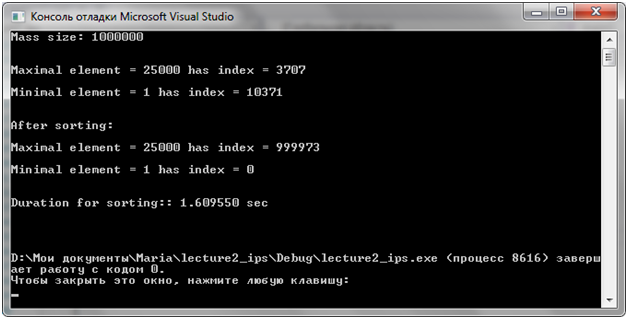 Консоль отладки Microsoft Visual Studio
Mass size: 1000000
Maximal element = 25000 has index = 3707
Minimal element = 1 has index = 10371
After sorting:
Maximal element = 25000 has index = 999973
Minimal element = 1 has index = 0
Duration for sorting:: 1.609550 sec
D:\Мои документы\Maria\lecture2_ips\Debug\lecture2_ips.exe (процесс 8616) заверш
ает работу с кодом 0.
Чтобы закрыть это окно, нажмите любую клавишу: